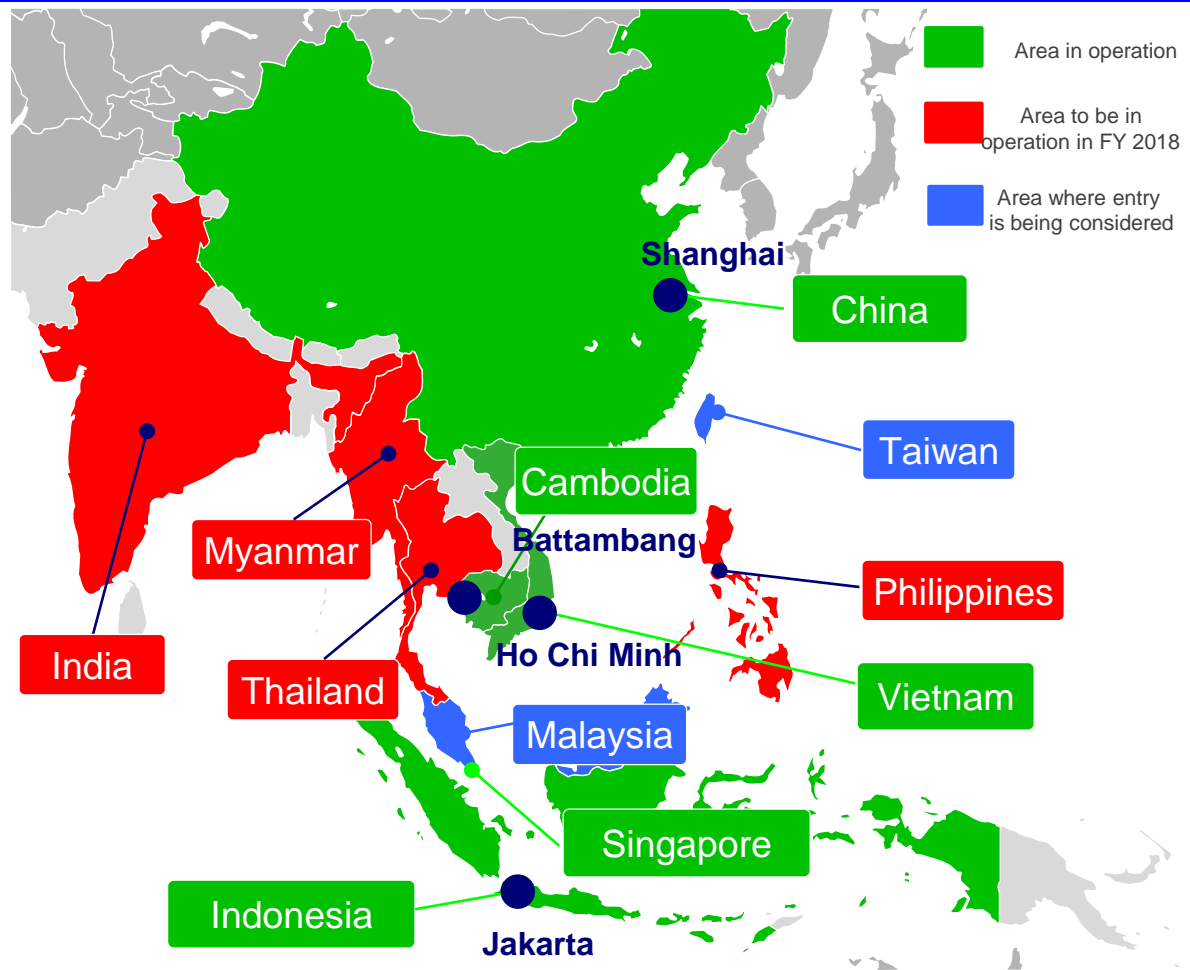 Area in operation
Area to be in
operation in FY 2018
Area where entry
is being considered
Shanghai
China
Taiwan
Cambodia
Battambang
Myanmar
Philippines
India
Ho Chi Minh
Thailand
Vietnam
Malaysia
Singapore
Indonesia
Jakarta